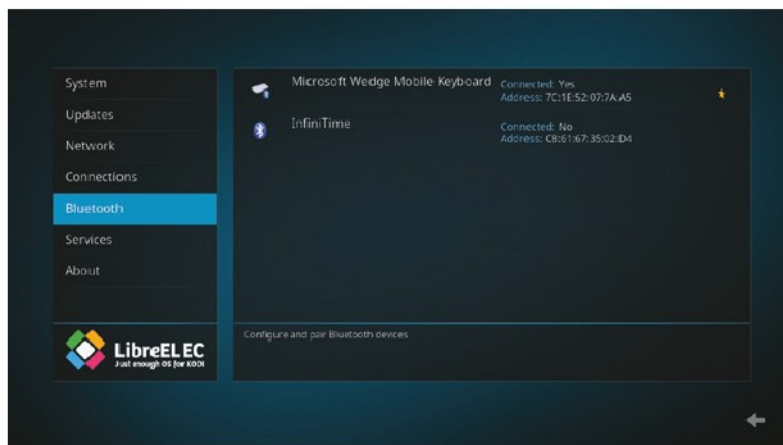 System
Updates
Network
Connections
Bluetooth
Services
About
LibreELEC
Just enough OS for KODI
Microsoft Wedge Mobile Keyboard
Connected: Yes
Address: 7C:1E:52:07:7A:A5
InfiniTime
Connected: No
Address: C8:61:67:35:02:D4
Configure and pair Bluetooth devices